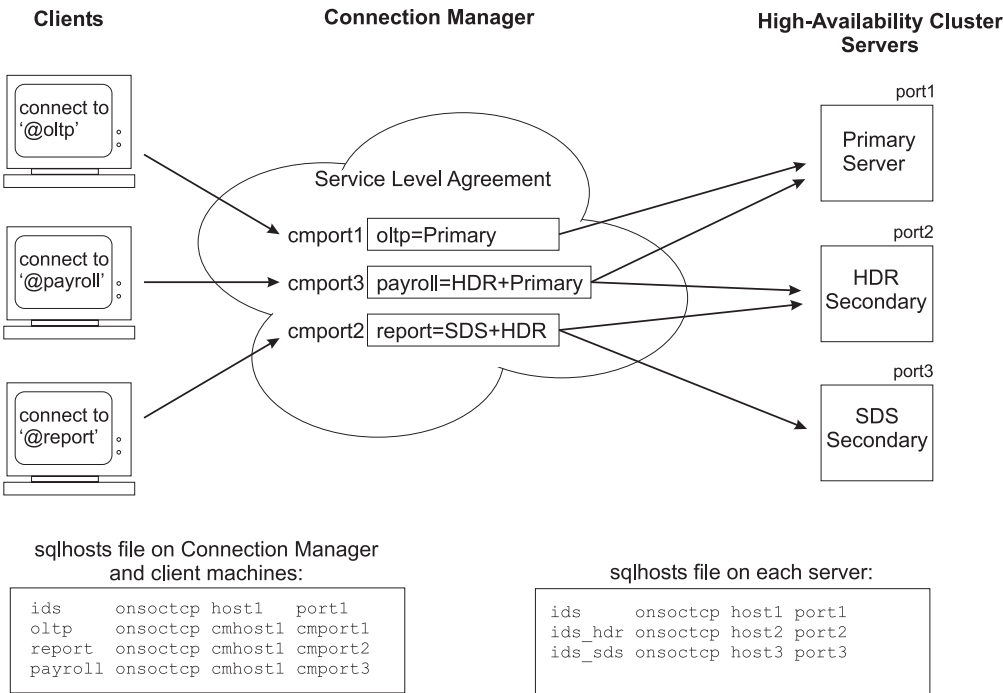 Clients
Connection Manager
High-Availability Cluster
Servers
connect to
‘@oltp’
connect to
‘@payroll’
connect to
‘@report’
Service Level Agreement
cmport1 oltp=Primary
cmport3 payroll=HDR+Primary
cmport2 report=SDS+HDR
port1
Primary
Server
port2
HDR
Secondary
port3
SDS
Secondary
sqlhosts file on Connection Manager
and client machines:
ids onsoctcp host1 port1
oltp onsoctcp cmhost1 cmport1
report onsoctcp cmhost1 cmport2
payroll onsoctcp cmhost1 cmport3
sqlhosts file on each server:
ids onsoctcp host1 port1
ids_hdr onsoctcp host2 port2
ids_sds onsoctcp host3 port3